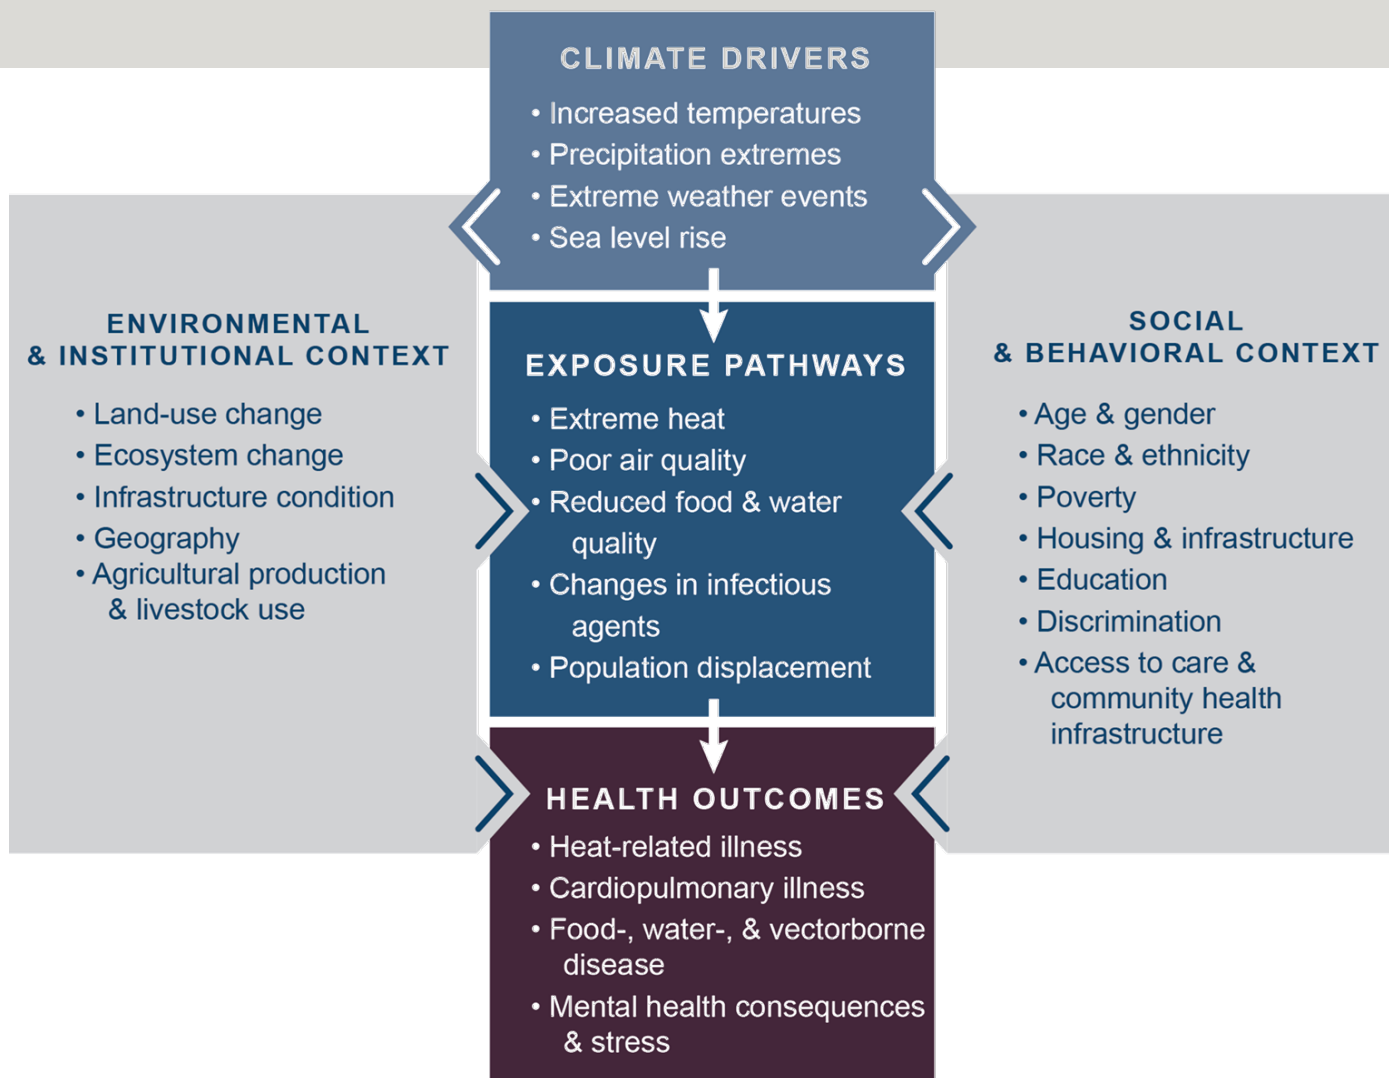 CLIMATE DRIVERS
• Increased temperatures
• Precipitation extremes
• Extreme weather events
• Sea level rise
ENVIRONMENTAL
& INSTITUTIONAL CONTEXT
• Land-use change
• Ecosystem change
• Infrastructure condition
• Geography
• Agricultural production
& livestock use
EXPOSURE PATHWAYS
• Extreme heat
• Poor air quality
• Reduced food & water
quality
• Changes in infectious
agents
• Population displacement
SOCIAL
& BEHAVIORAL CONTEXT
• Age & gender
• Race & ethnicity
• Poverty
• Housing & infrastructure
• Education
• Discrimination
• Access to care &
community health
infrastructure
HEALTH OUTCOMES
• Heat-related illness
• Cardiopulmonary illness
• Food-, water-, & vectorborne
disease
• Mental health consequences
& stress